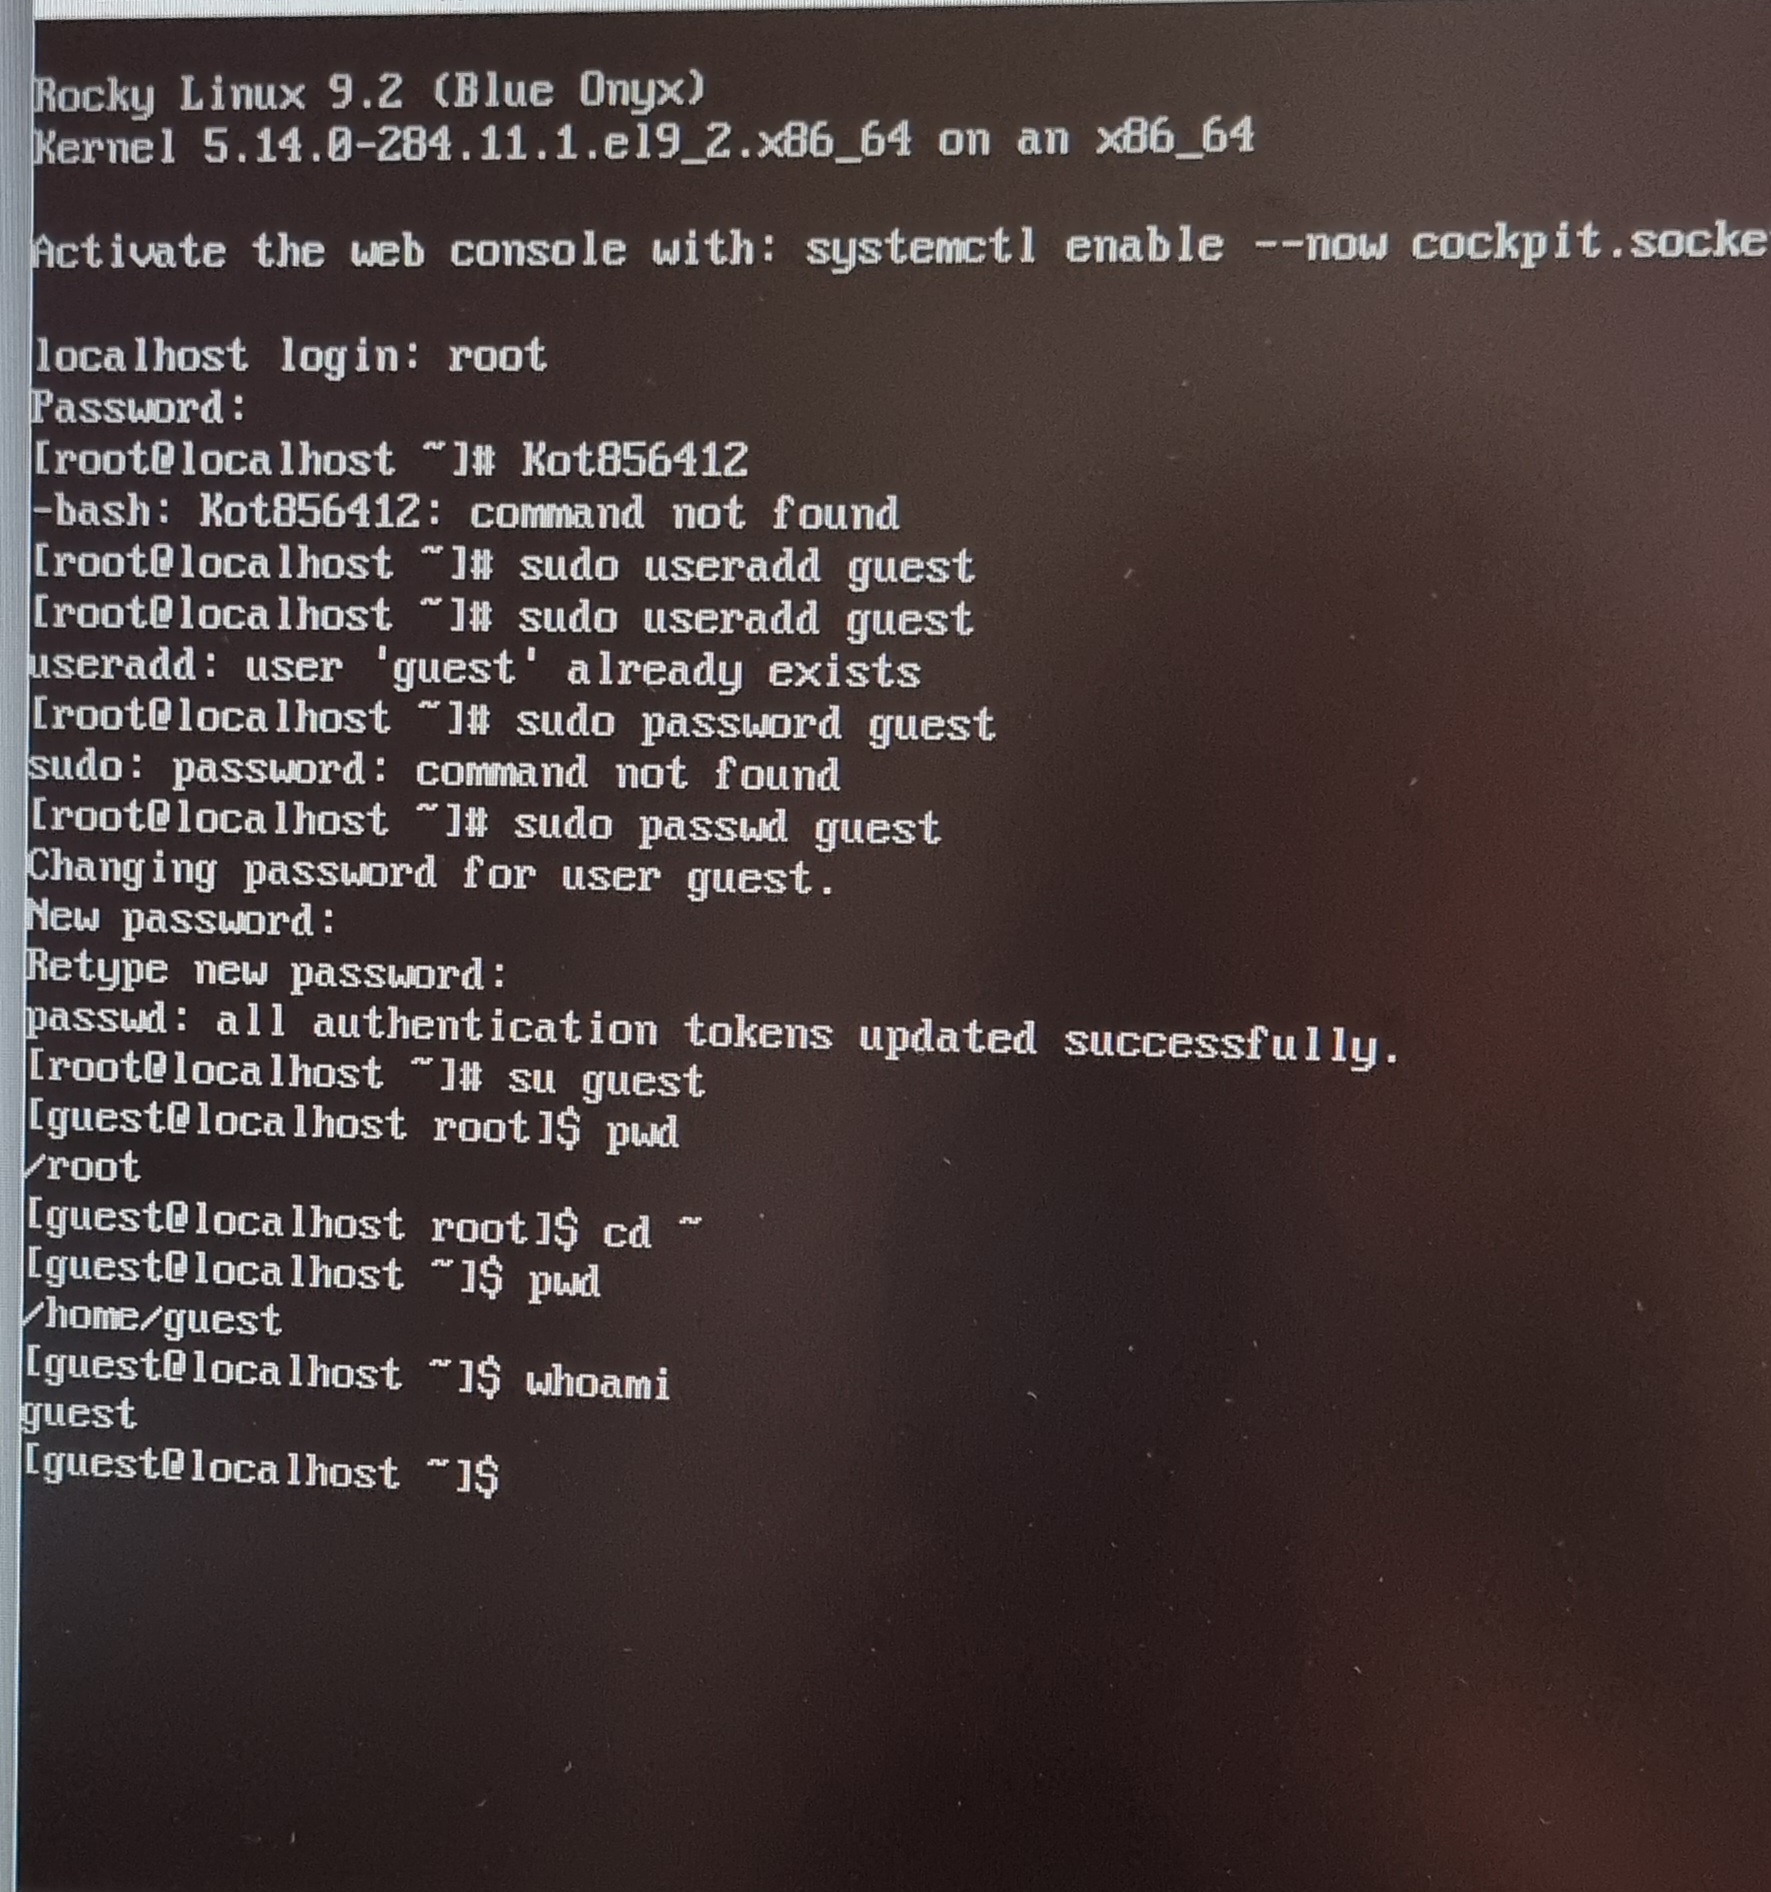 Rocky Linux 9.2 (Blue Onyx)
Kernel 5.14.0-284.11.1.el9_2.x86_64 on an x86_64
Activate the web console with: systemctl enable --now cockpit.socke
localhost login: root
Password:
[root@localhost ~]# Kot856412
-bash: Kot856412: command not found
[root@localhost ~]# sudo useradd guest
[root@localhost ~]# sudo useradd guest
useradd: user 'guest' already exists
[root@localhost ~]# sudo password guest
sudo: password: command not found
[root@localhost ~]# sudo passwd guest
Changing password for user guest.
New password:
Retype new password:
passwd: all authentication tokens updated successfully.
[root@localhost ~]# su guest
[guest@localhost root]$ pwd
/root
[guest@localhost root]$ cd ~
[guest@localhost ~]$ pwd
/home/guest
[guest@localhost ~]$ whoami
guest
[guest@localhost ~]$